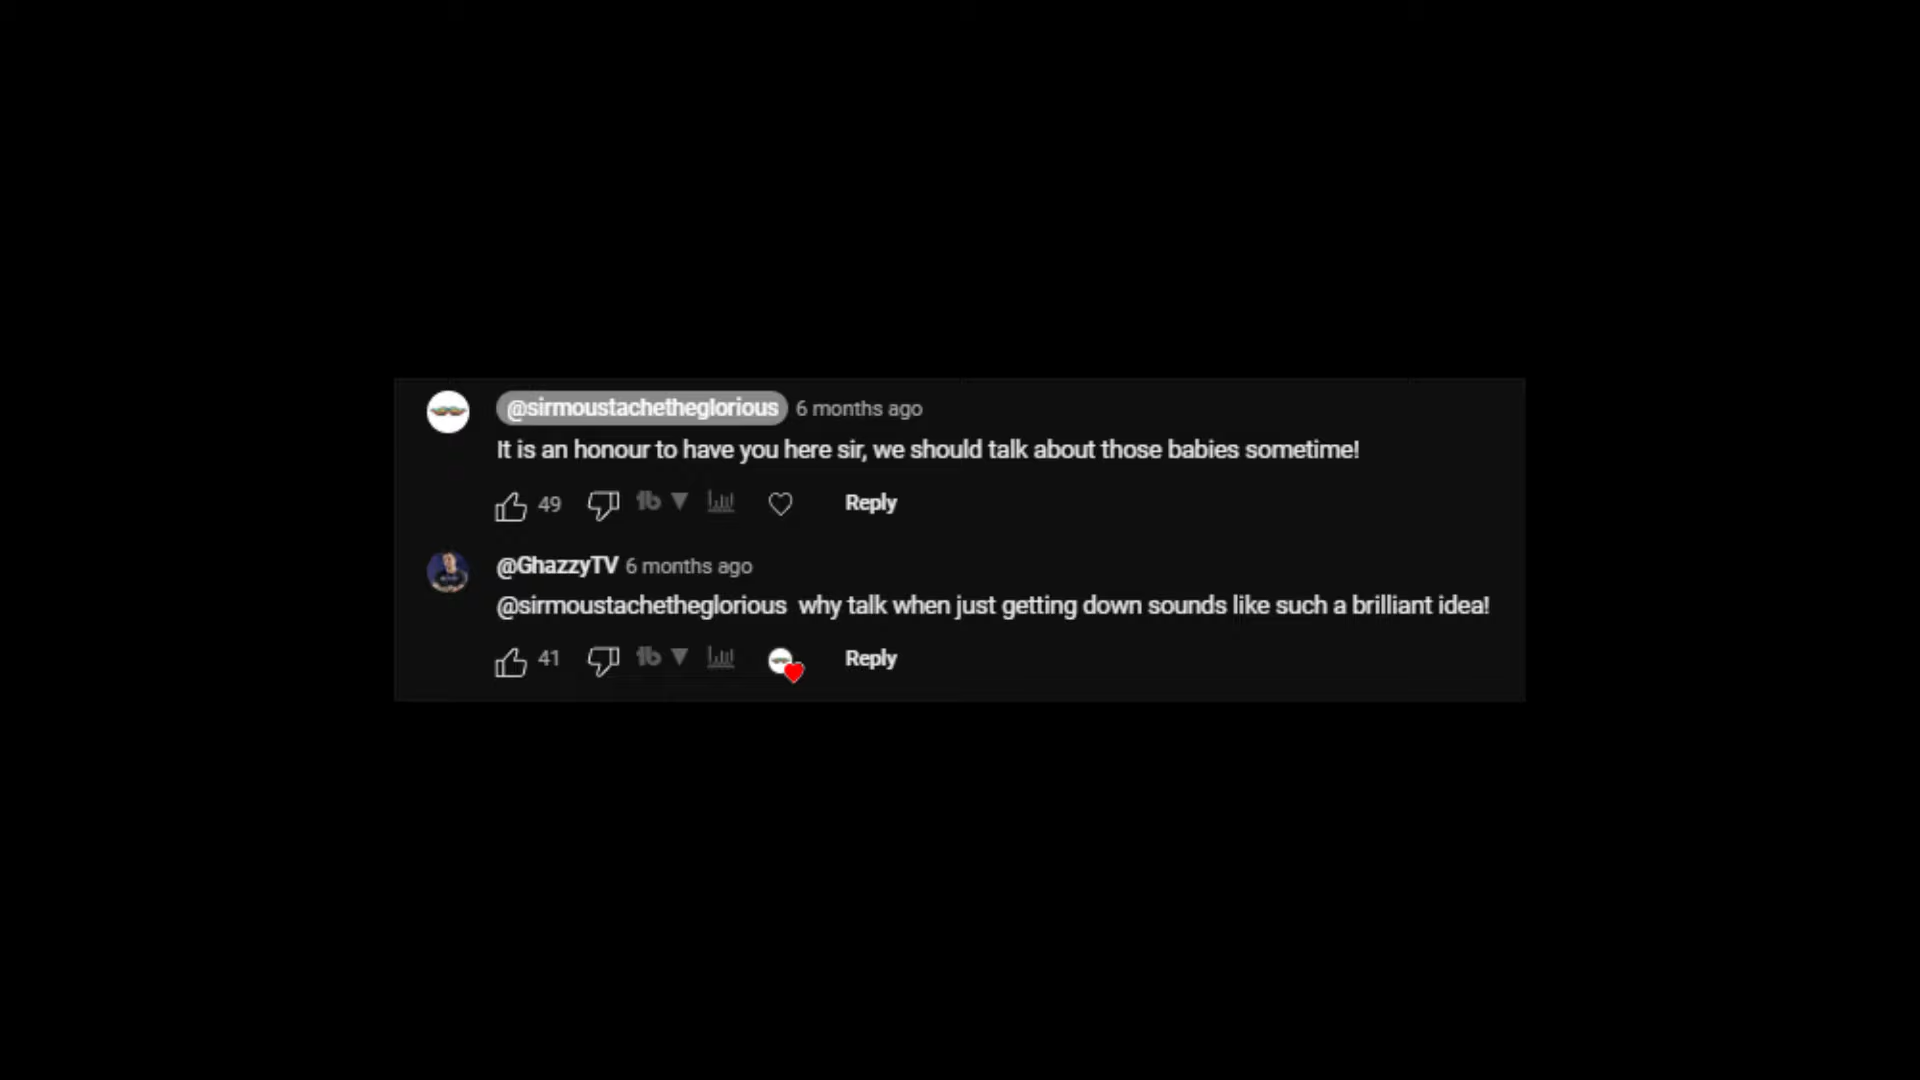 @sirmoustachetheglorious 6 months ago
It is an honour to have you here sir, we should talk about those babies sometime!
49 Reply
@GhazzyTV 6 months ago
@sirmoustachetheglorious why talk when just getting down sounds like such a brilliant idea!
41 Reply